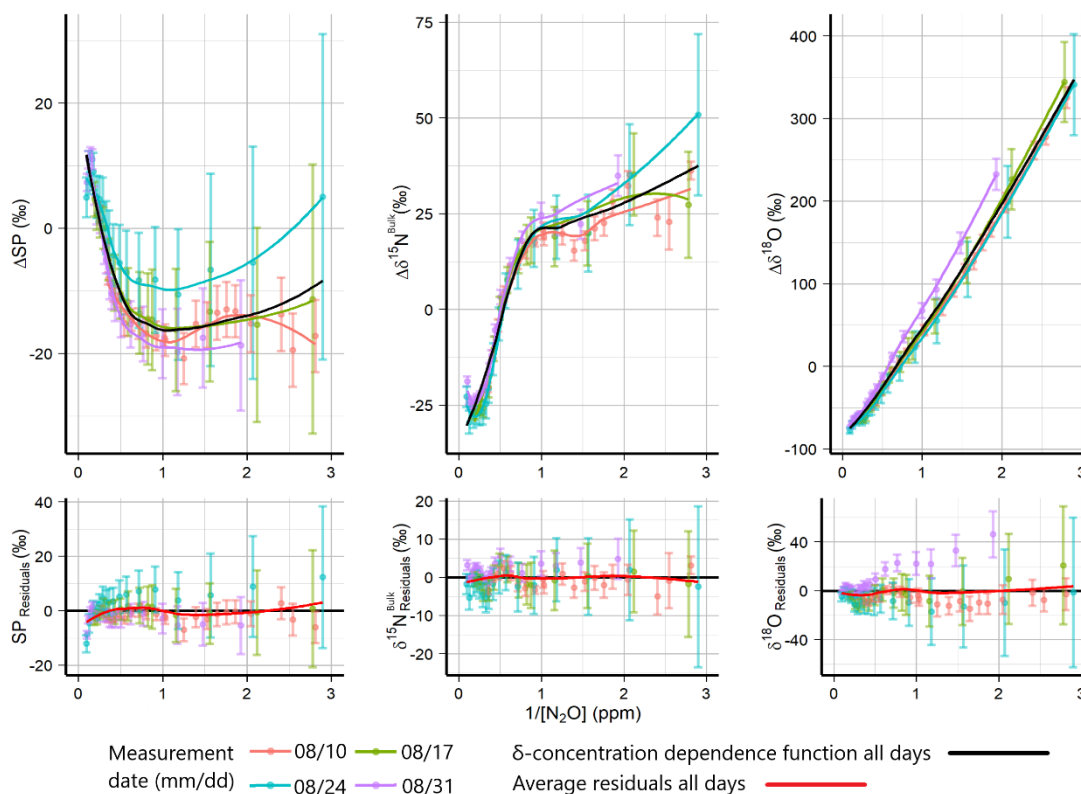 ΔSP (‰)
20
0
-20
0 1 2 3
Δδ¹⁵Nᴮᵘˡᵏ(‰)
75
50
25
0
-25
0 1 2 3
Δδ¹⁸O (‰)
400
300
200
100
0
-100
0 1 2 3
SP Residuals (‰)
40
20
0
-20
0 1 2 3
δ¹⁵Nᴮᵘˡᵏ Residuals (‰)
20
10
0
-10
-20
0 1 2 3
1/[N₂O] (ppm)
δ¹⁸O Residuals (‰)
40
0
-40
0 1 2 3
Measurement
date (mm/dd)
08/10 08/17
08/24 08/31
δ-concentration dependence function all days
Average residuals all days